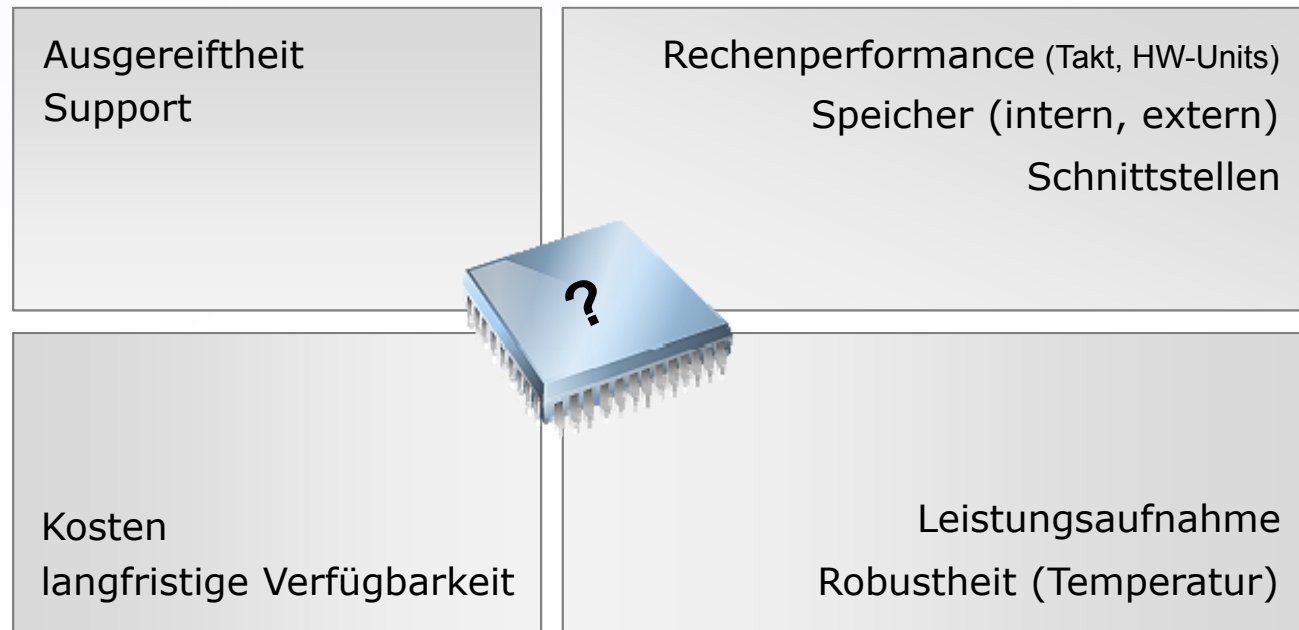 Ausgereiftheit
Support
Rechenperformance (Takt, HW-Units)
Speicher (intern, extern)
Schnittstellen
?
Kosten
langfristige Verfügbarkeit
Leistungsaufnahme
Robustheit (Temperatur)